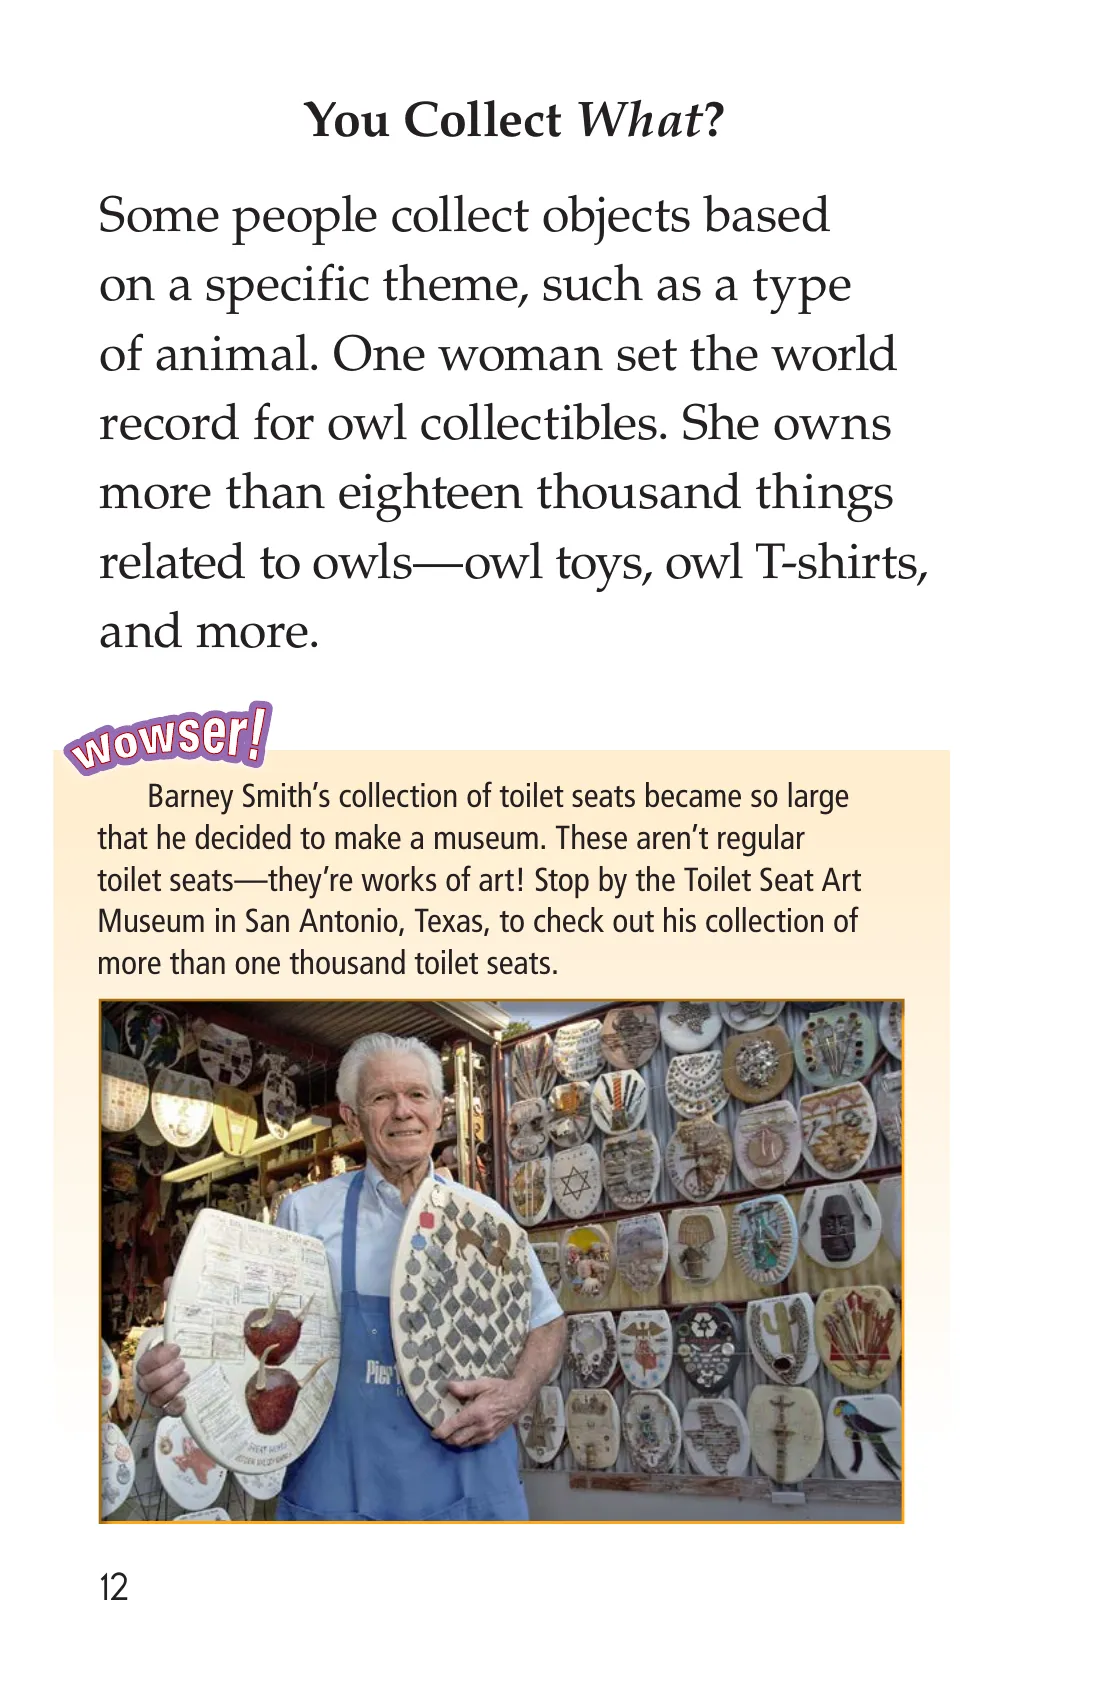 You Collect What?
Some people collect objects based
on a specific theme, such as a type
of animal. One woman set the world
record for owl collectibles. She owns
more than eighteen thousand things
related to owls—owl toys, owl T-shirts,
and more.
wowser!
Barney Smith’s collection of toilet seats became so large
that he decided to make a museum. These aren’t regular
toilet seats—they’re works of art! Stop by the Toilet Seat Art
Museum in San Antonio, Texas, to check out his collection of
more than one thousand toilet seats.
12